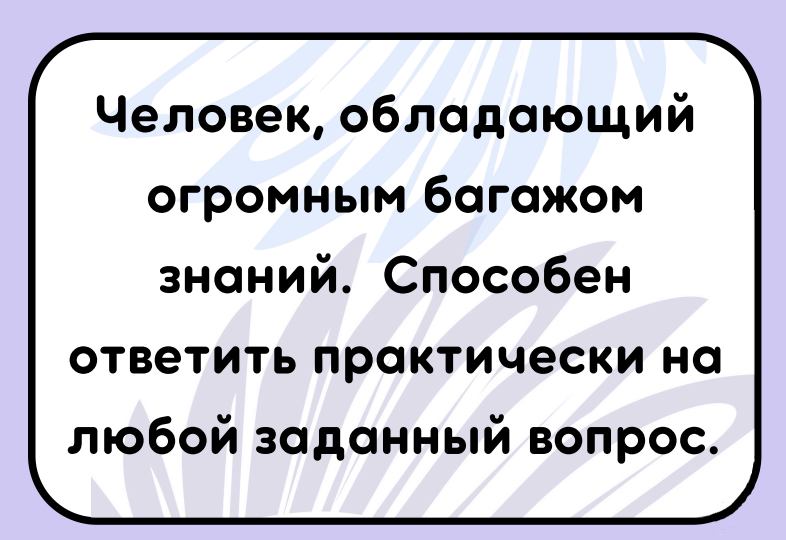 Человек, обладающий
огромным багажом
знаний.  Способен
ответить практически на
любой заданный вопрос.